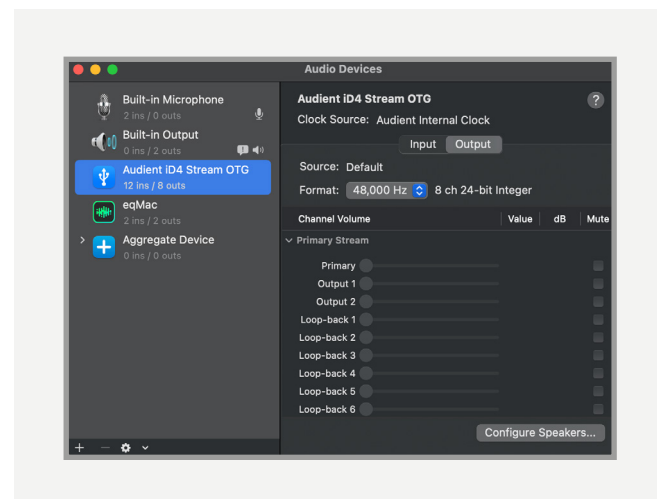 Audio Devices
Built-in Microphone
2 ins / 0 outs
Built-in Output
0 ins / 2 outs
Audient iD4 Stream OTG
12 ins / 8 outs
eqMac
2 ins / 2 outs
Aggregate Device
0 ins / 0 outs
Audient iD4 Stream OTG
?
Clock Source: Audient Internal Clock
Input Output
Source: Default
Format: 48,000 Hz 8 ch 24-bit Integer
Channel Volume Value dB Mute
Primary Stream
Primary
Output 1
Output 2
Loop-back 1
Loop-back 2
Loop-back 3
Loop-back 4
Loop-back 5
Loop-back 6
Configure Speakers...